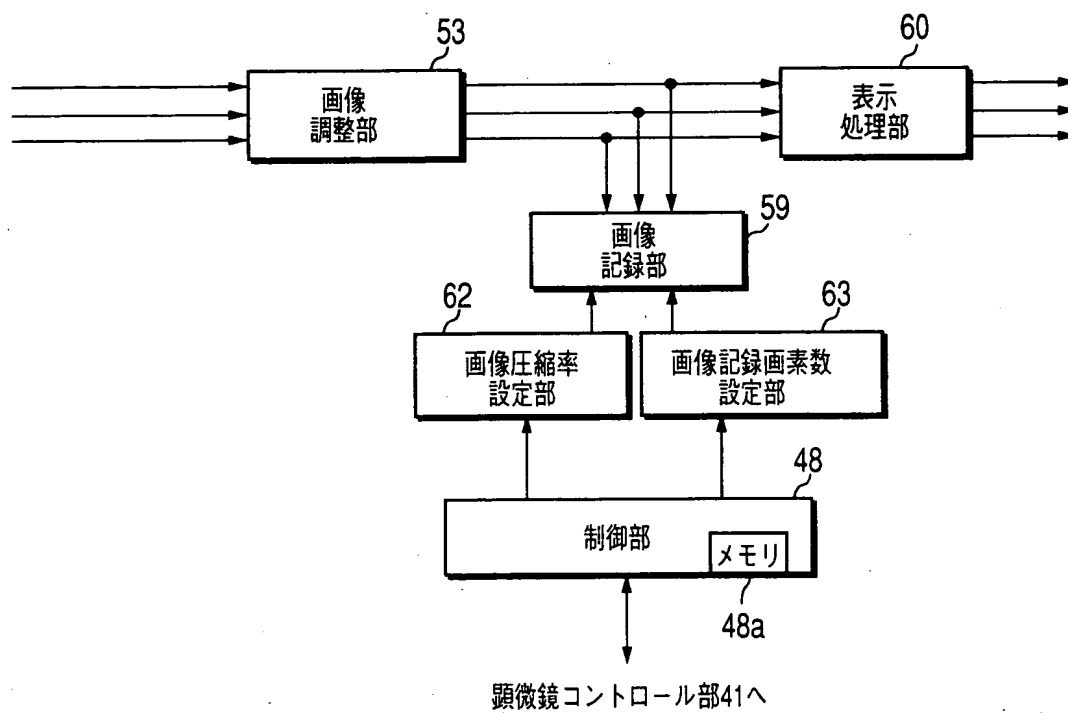 53
画像
調整部
60
表示
処理部
59
画像
記録部
62
画像圧縮率
設定部
63
画像記録画素数
設定部
48
制御部
メモリ
48a
顕微鏡コントロール部41へ